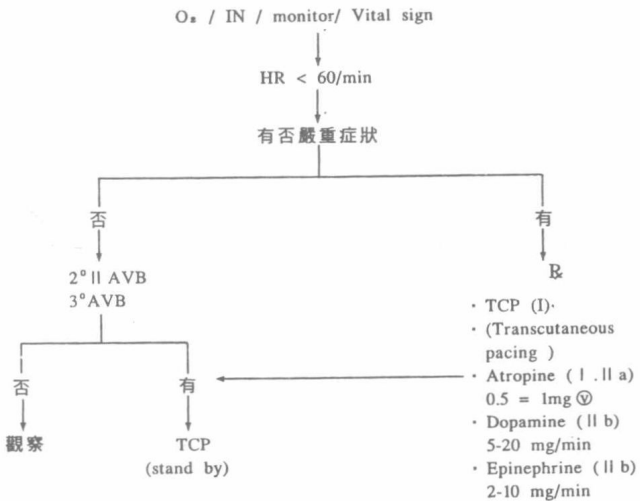 O₂ / IN / monitor/ Vital sign
HR < 60/min
有否嚴重症狀
否
有
2° II AVB
3° AVB
否
有
觀察
TCP
(stand by)
℞
· TCP (I)·
· (Transcutaneous
pacing )
· Atropine ( I .II a)
0.5 = 1mg Ⓥ
· Dopamine (II b)
5-20 mg/min
· Epinephrine (II b)
2-10 mg/min